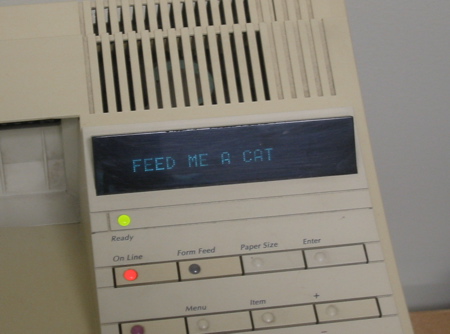 FEED ME A CAT
Ready
On Line Form Feed Paper Size Enter
Menu Item +
-